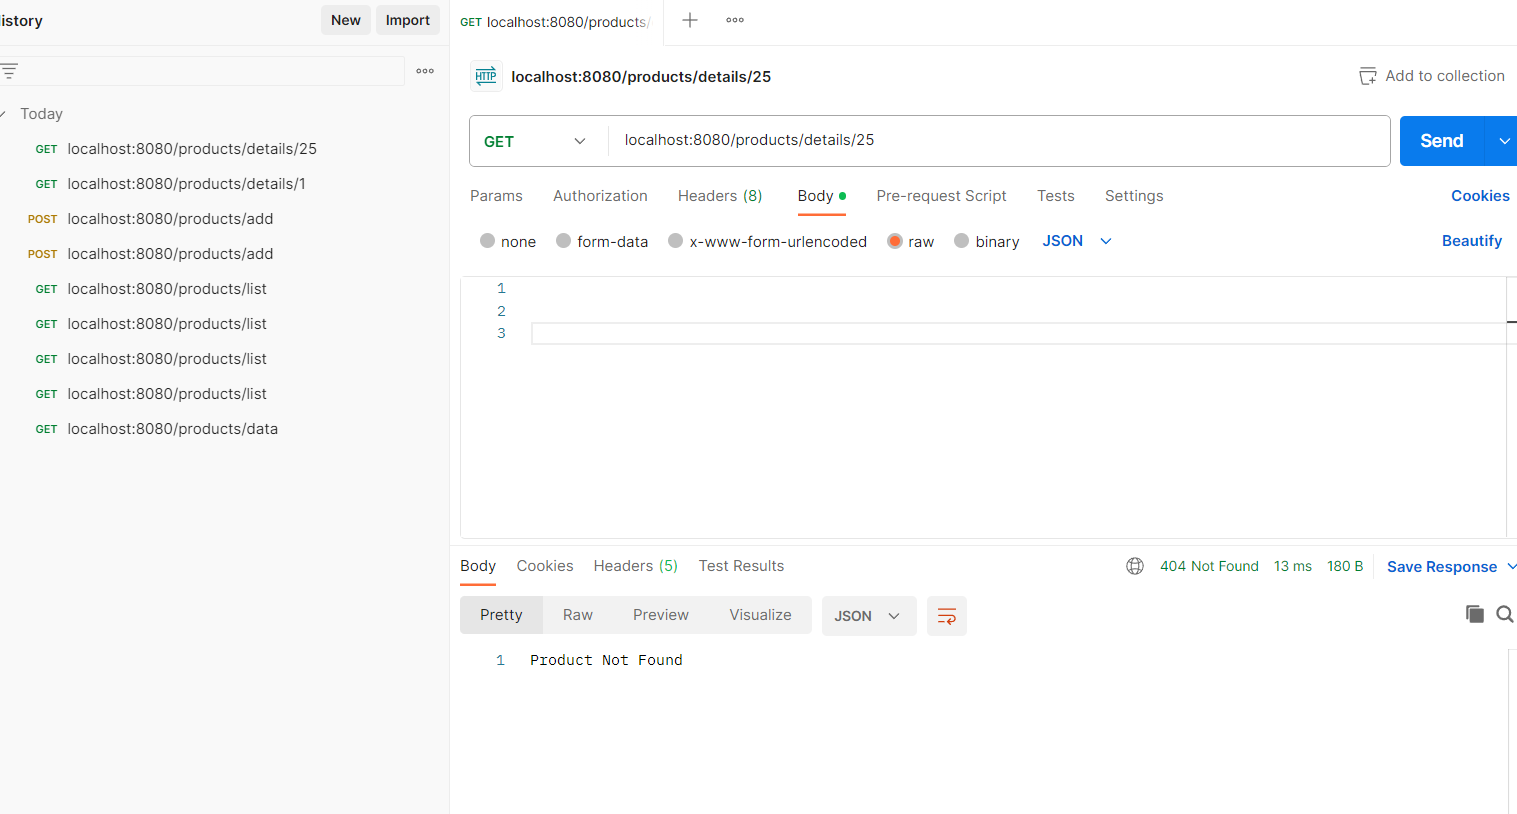 istory
New
Import
Today
GET localhost:8080/products/details/25
GET localhost:8080/products/details/1
POST localhost:8080/products/add
POST localhost:8080/products/add
GET localhost:8080/products/list
GET localhost:8080/products/list
GET localhost:8080/products/list
GET localhost:8080/products/list
GET localhost:8080/products/data
GET localhost:8080/products/
HTTP localhost:8080/products/details/25
Add to collection
GET localhost:8080/products/details/25
Send
Params Authorization Headers (8) Body Pre-request Script Tests Settings Cookies
none form-data x-www-form-urlencoded raw binary JSON Beautify
1
2
3
Body Cookies Headers (5) Test Results 404 Not Found 13 ms 180 B Save Response
Pretty Raw Preview Visualize JSON
1 Product Not Found